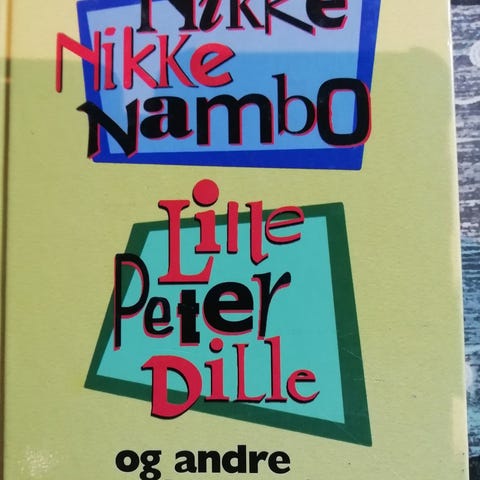 Nikke
Nikke
Nambo
Lille
Peter
Dille
og andre